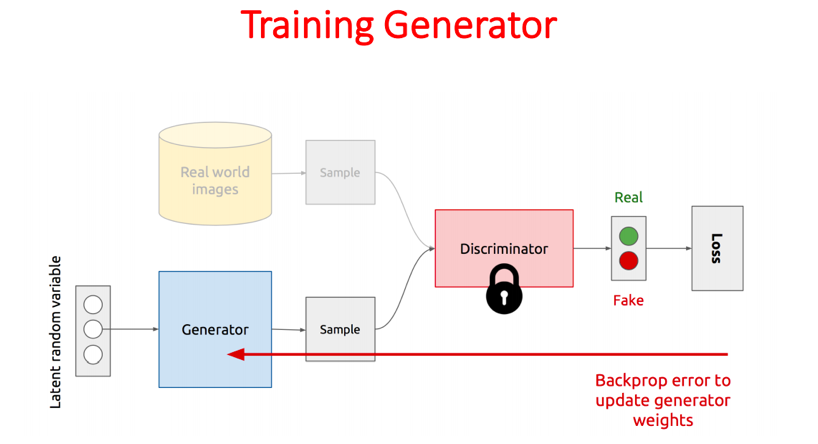 Training Generator
Real world
images
Sample
Real
Discriminator
Loss
Fake
Latent random variable
Generator
Sample
Backprop error to
update generator
weights